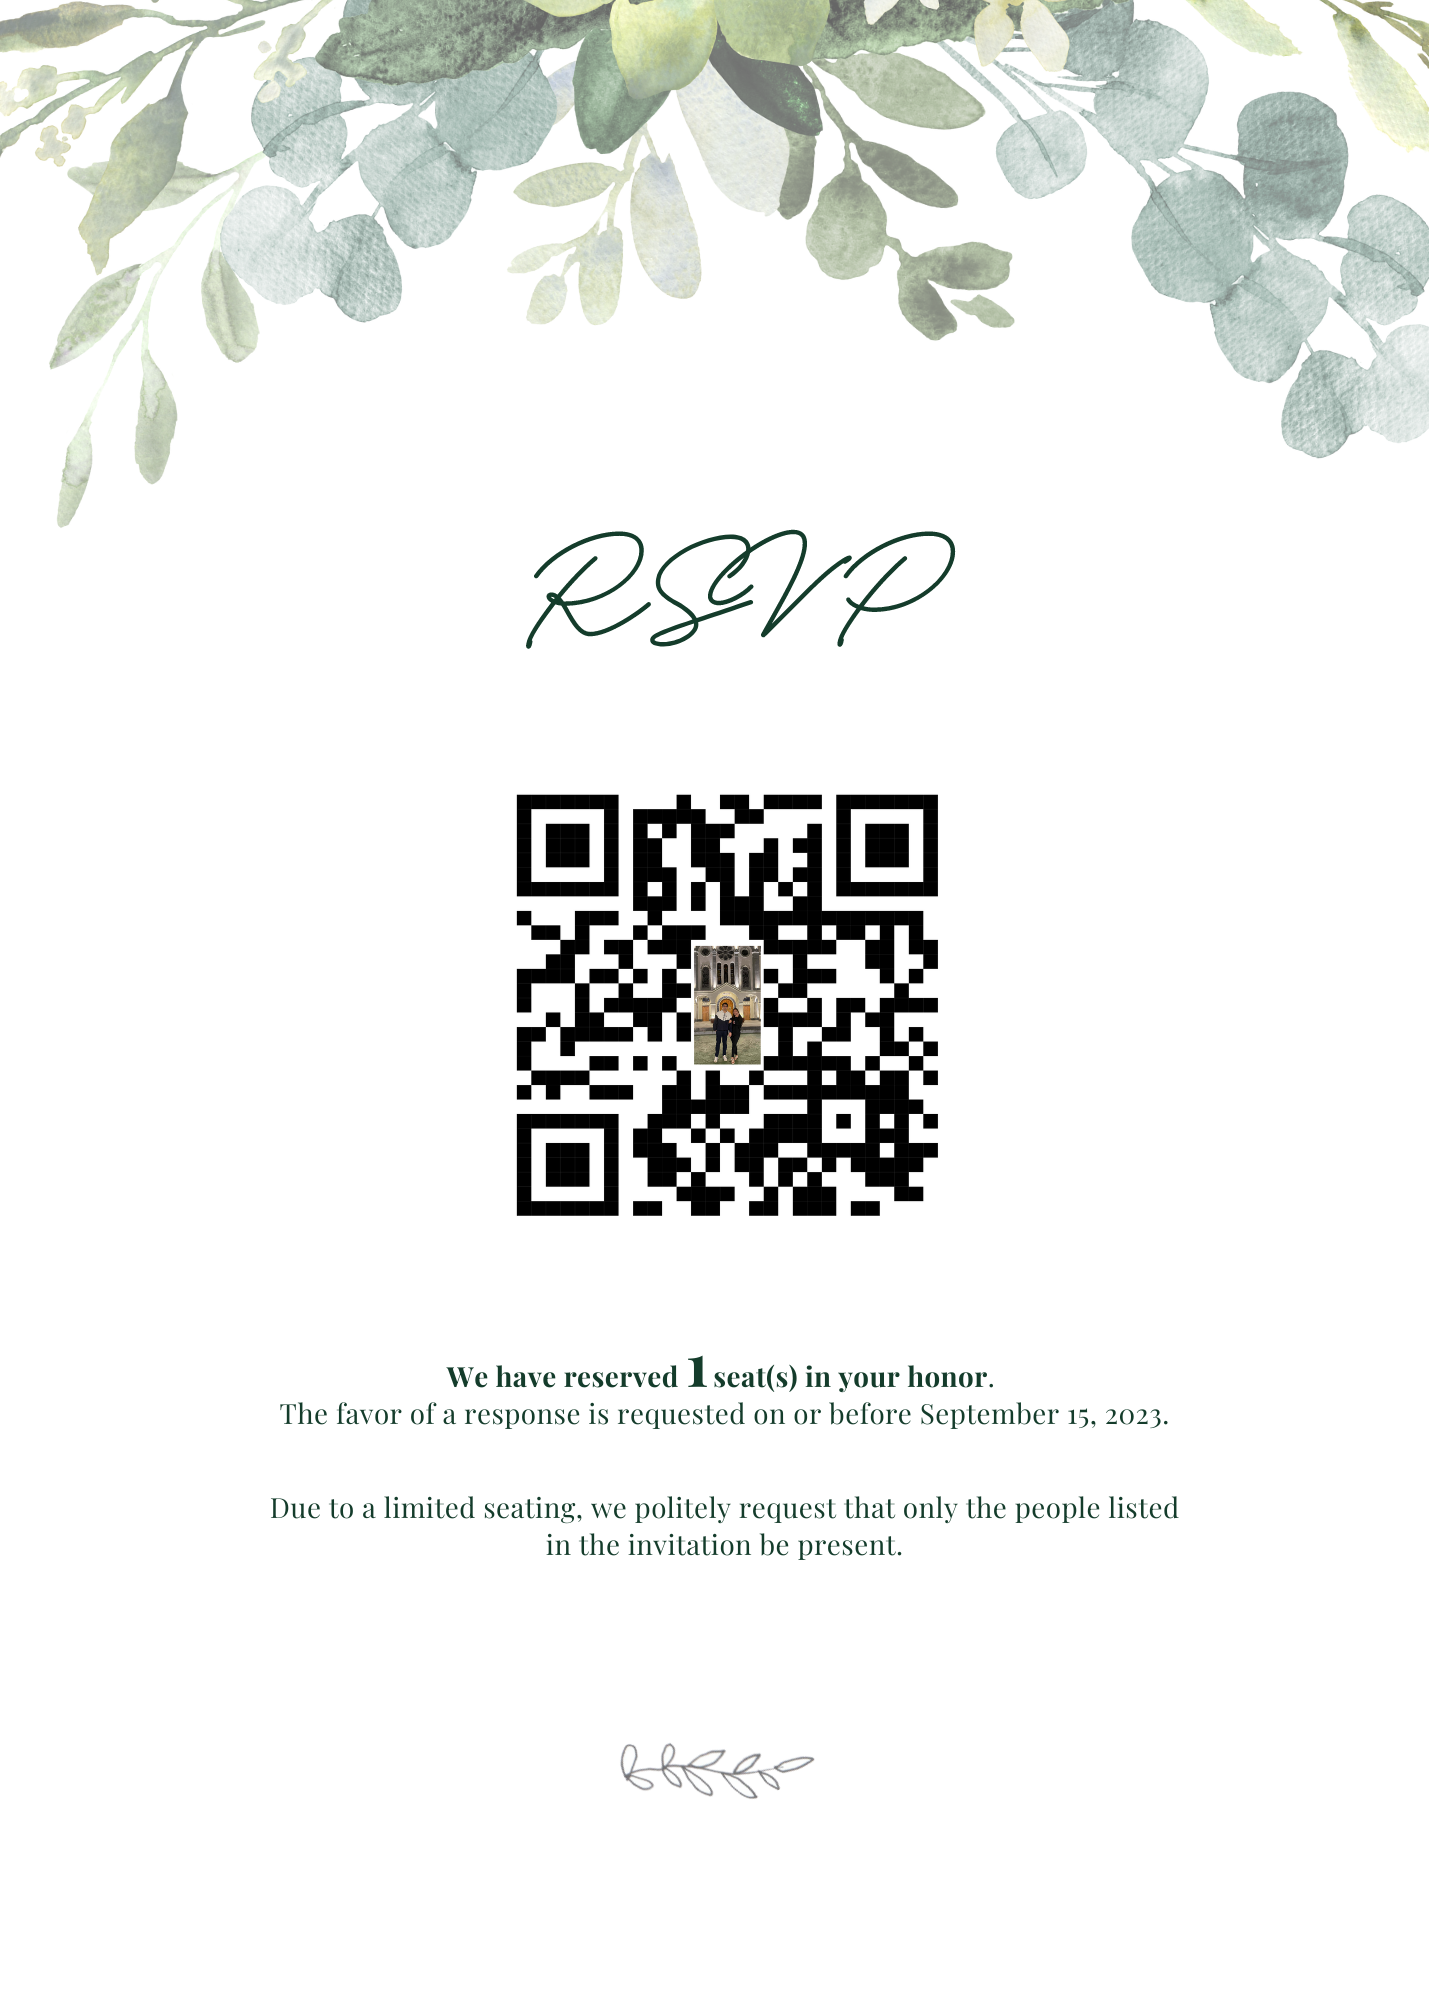 RSVP
We have reserved 1 seat(s) in your honor.
The favor of a response is requested on or before September 15, 2023.
Due to a limited seating, we politely request that only the people listed
in the invitation be present.